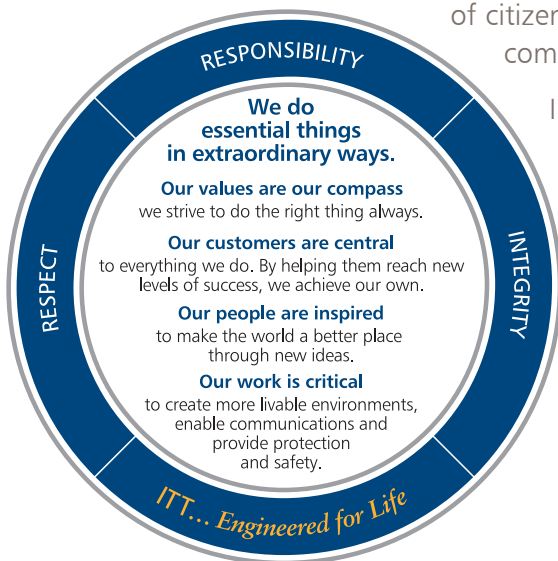 of citizen
com
I
RESPONSIBILITY
We do
essential things
in extraordinary ways.
Our values are our compass
we strive to do the right thing always.
Our customers are central
to everything we do. By helping them reach new
levels of success, we achieve our own.
Our people are inspired
to make the world a better place
through new ideas.
Our work is critical
to create more livable environments,
enable communications and
provide protection
and safety.
RESPECT
INTEGRITY
ITT... Engineered for Life